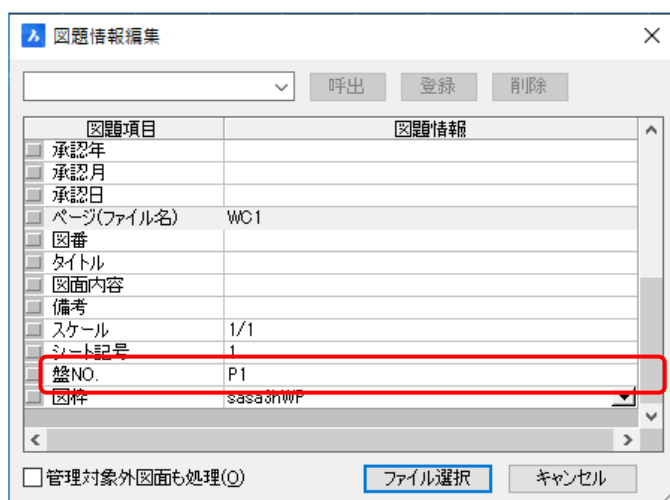 図題情報編集
呼出 登録 削除
図題項目 図題情報
承認年
承認月
承認日
ページ(ファイル名) WC1
図番
タイトル
図面内容
備考
スケール 1/1
シート記号 1
盤NO. P1
図枠 sasa3hWP
管理対象外図面も処理(O) ファイル選択 キャンセル